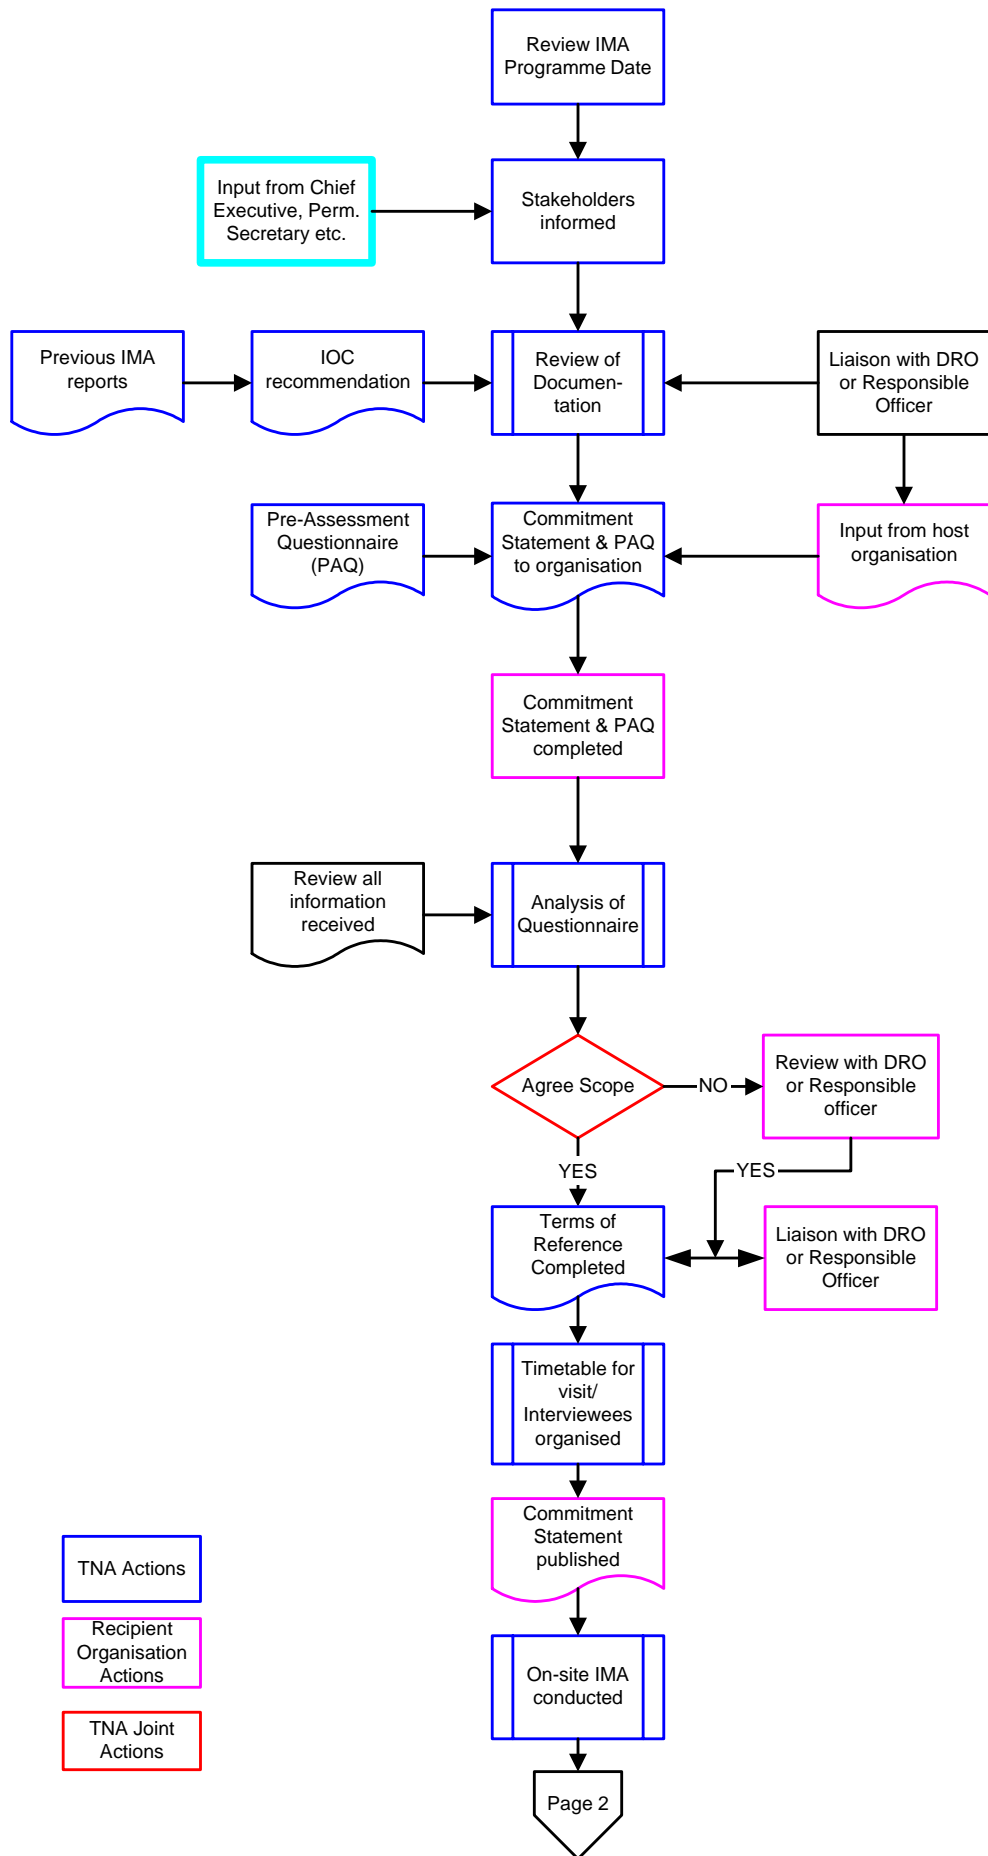 Review IMA
Programme Date
Input from Chief
Executive, Perm.
Secretary etc.
Stakeholders
informed
Previous IMA
reports
IOC
recommendation
Review of
Documen-
tation
Liaison with DRO
or Responsible
Officer
Pre-Assessment
Questionnaire
(PAQ)
Commitment
Statement & PAQ
to organisation
Input from host
organisation
Commitment
Statement & PAQ
completed
Review all
information
received
Analysis of
Questionnaire
Agree Scope
NO
Review with DRO
or Responsible
officer
YES
YES
Terms of
Reference
Completed
Liaison with DRO
or Responsible
Officer
Timetable for
visit/
Interviewees
organised
Commitment
Statement
published
TNA Actions
Recipient
Organisation
Actions
On-site IMA
conducted
TNA Joint
Actions
Page 2